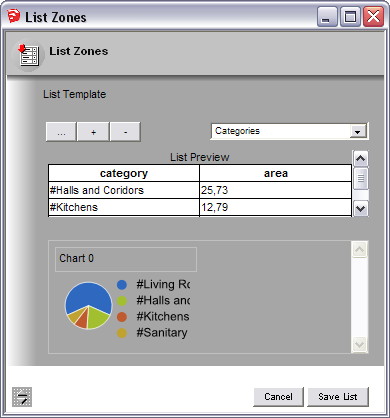 List Zones
List Zones
List Template
... + - Categories
List Preview
category area
#Halls and Coridors 25,73
#Kitchens 12,79
Chart 0
#Living Ro
#Halls and
#Kitchens
#Sanitary
Cancel Save List